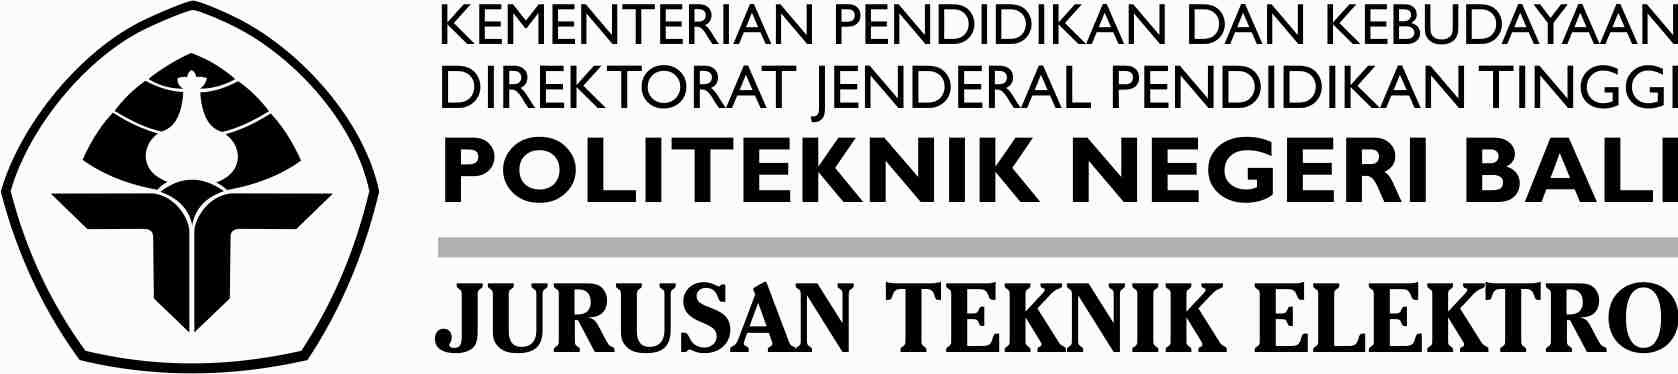 KEMENTERIAN PENDIDIKAN DAN KEBUDAYAAN
DIREKTORAT JENDERAL PENDIDIKAN TINGGI
POLITEKNIK NEGERI BALI
JURUSAN TEKNIK ELEKTRO